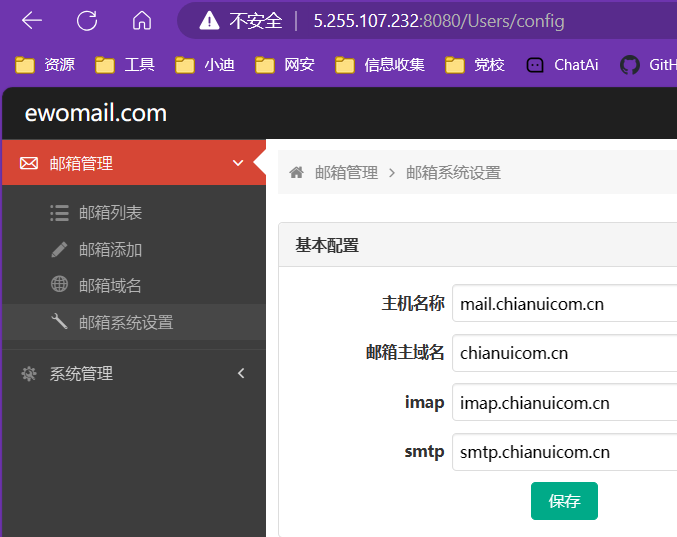 不安全 | 5.255.107.232:8080/Users/config
资源 工具 小迪 网安 信息收集 党校 ChatAi GitH
ewomail.com
邮箱管理
邮箱列表
邮箱添加
邮箱域名
邮箱系统设置
系统管理
邮箱管理 > 邮箱系统设置
基本配置
主机名称 mail.chianuicom.cn
邮箱主域名 chianuicom.cn
imap imap.chianuicom.cn
smtp smtp.chianuicom.cn
保存